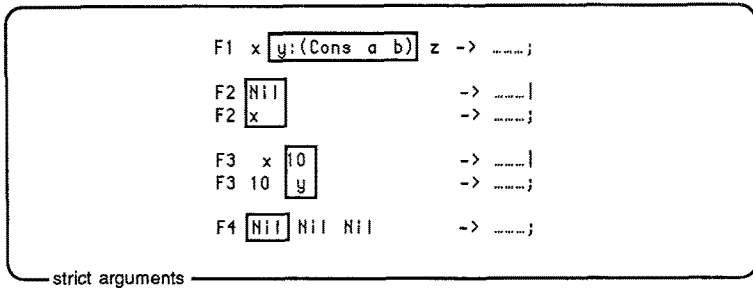 F1 x y:(Cons a b) z -> ………;
F2 Nil -> ………|
F2 x -> ………;
F3 x 10 -> ………|
F3 10 y -> ………;
F4 Nil Nil Nil -> ………;
strict arguments